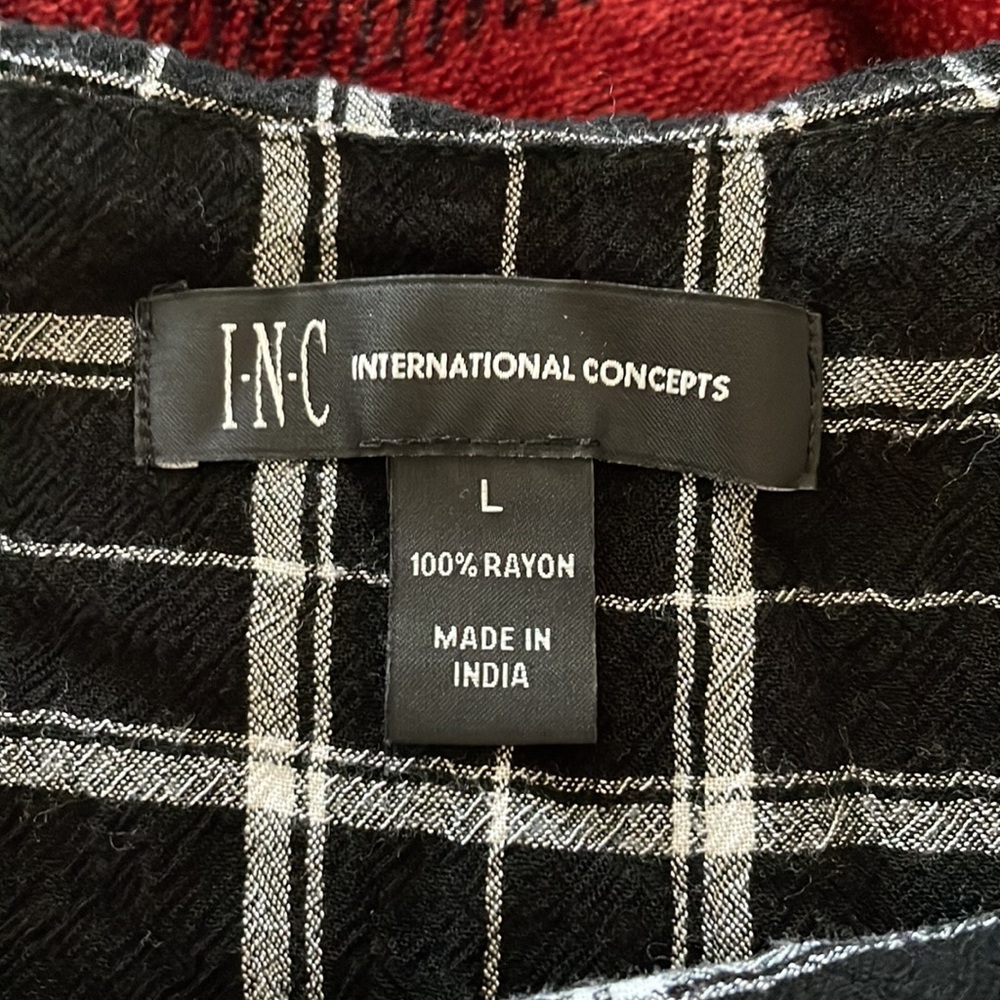 I·N·C INTERNATIONAL CONCEPTS
L
100% RAYON
MADE IN
INDIA